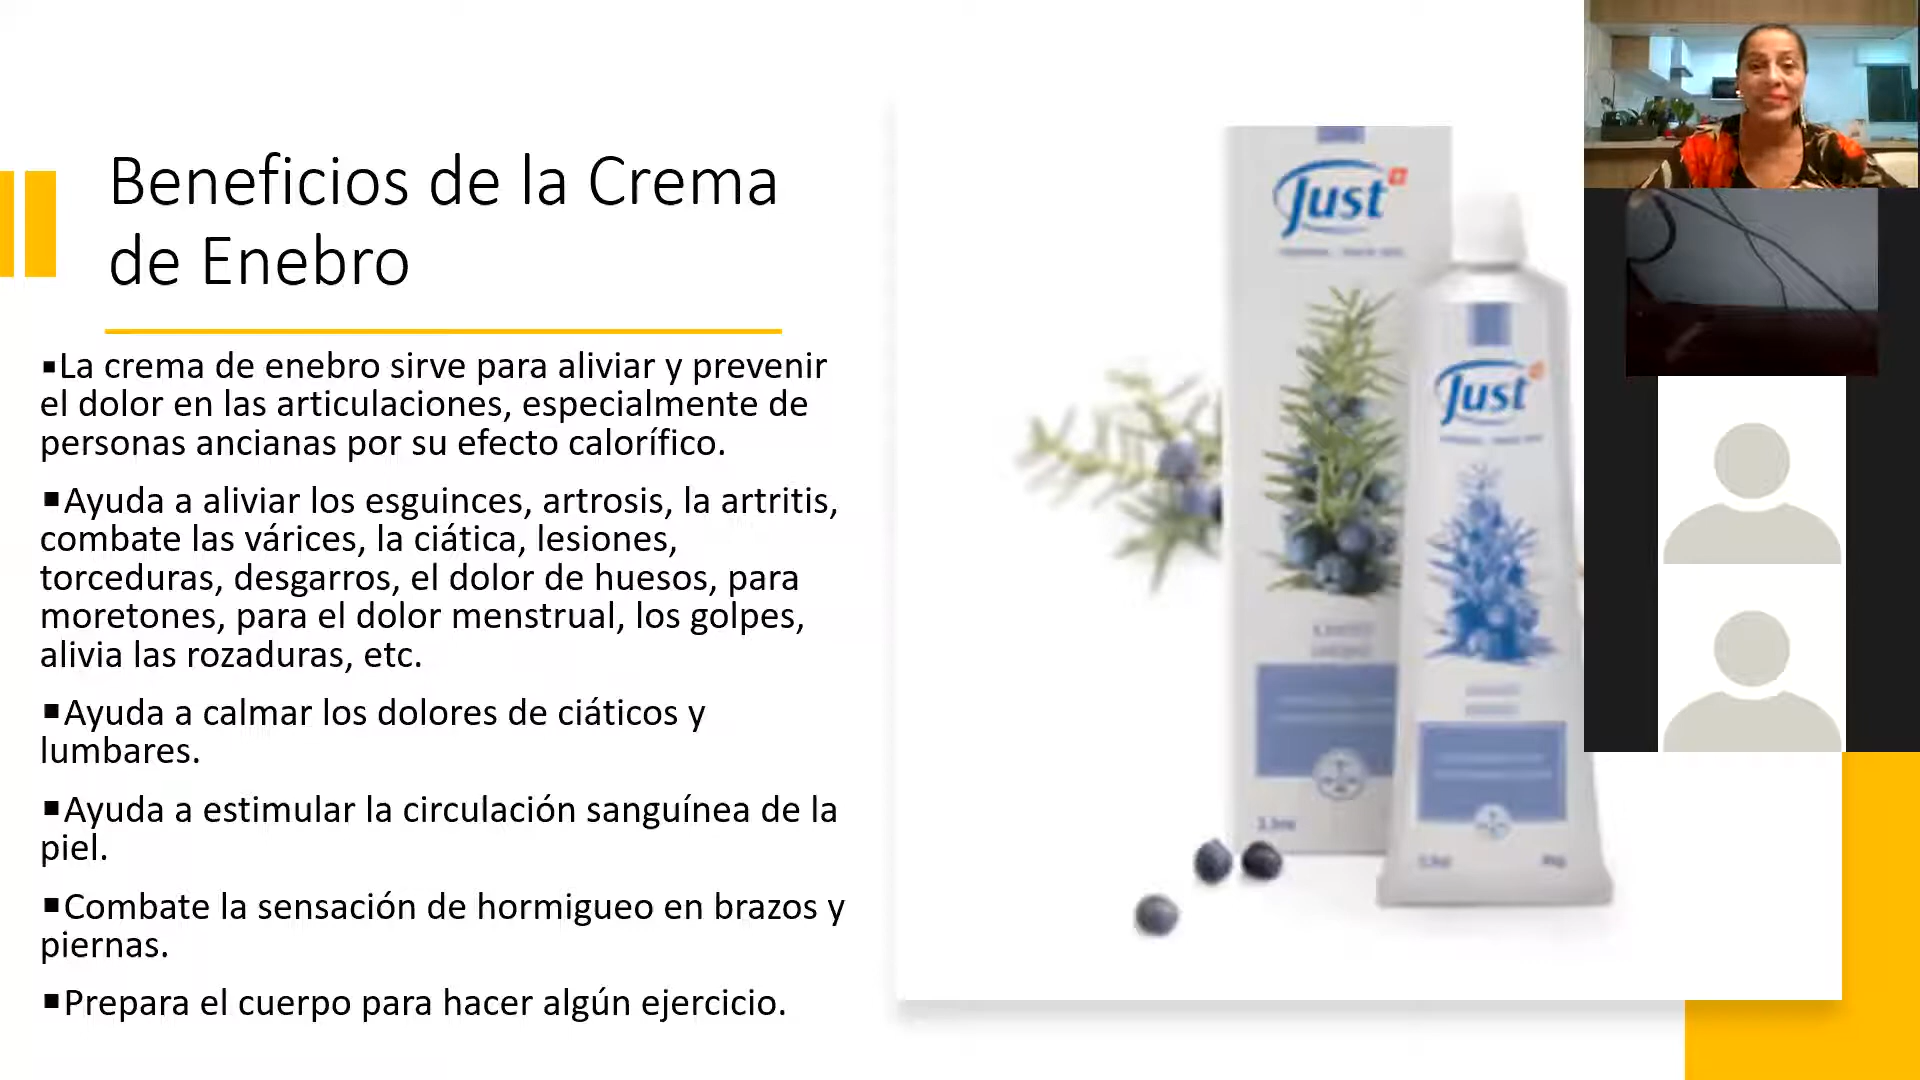 Beneficios de la Crema
de Enebro
▪La crema de enebro sirve para aliviar y prevenir
el dolor en las articulaciones, especialmente de
personas ancianas por su efecto calorífico.
▪Ayuda a aliviar los esguinces, artrosis, la artritis,
combate las várices, la ciática, lesiones,
torceduras, desgarros, el dolor de huesos, para
moretones, para el dolor menstrual, los golpes,
alivia las rozaduras, etc.
▪Ayuda a calmar los dolores de ciáticos y
lumbares.
▪Ayuda a estimular la circulación sanguínea de la
piel.
▪Combate la sensación de hormigueo en brazos y
piernas.
▪Prepara el cuerpo para hacer algún ejercicio.
Just
Just